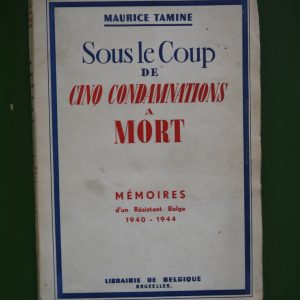 MAURICE TAMINE
Sous le Coup
DE
CINQ CONDAMNATIONS
A
MORT
MÉMOIRES
d'un Résistant Belge
1940 - 1944
LIBRAIRIE DE BELGIQUE
BRUXELLES.